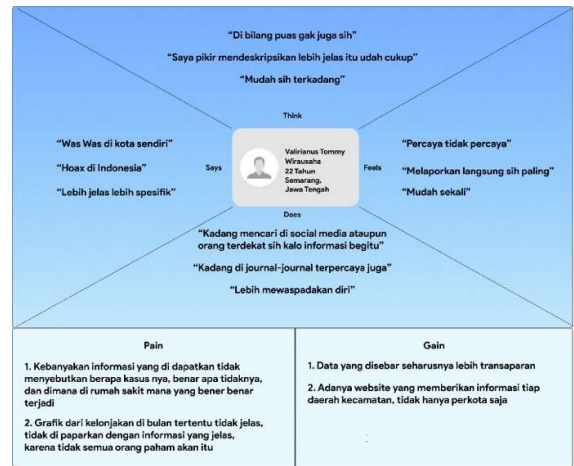 “Di bilang puas gak juga sih”
“Saya pikir mendeskripsikan lebih jelas itu udah cukup”
“Mudah sih terkadang”
Think
“Was Was di kota sendiri”
“Hoax di Indonesia”
“Lebih jelas lebih spesifik”
Says
Valirianus Tommy
Wirausaha
22 Tahun
Semarang,
Jawa Tengah
Feels
“Percaya tidak percaya”
“Melaporkan langsung sih paling”
“Mudah sekali”
Does
“Kadang mencari di social media ataupun
orang terdekat sih kalo informasi begitu”
“Kadang di journal-journal terpercaya juga”
“Lebih mewaspadakan diri”
Pain
1. Kebanyakan informasi yang di dapatkan tidak
menyebutkan berapa kasus nya, benar apa tidaknya,
dan dimana di rumah sakit mana yang bener benar
terjadi
2. Grafik dari kelonjakan di bulan tertentu tidak jelas,
tidak di paparkan dengan informasi yang jelas,
karena tidak semua orang paham akan itu
Gain
1. Data yang disebar seharusnya lebih transaparan
2. Adanya website yang memberikan informasi tiap
daerah kecamatan, tidak hanya perkota saja